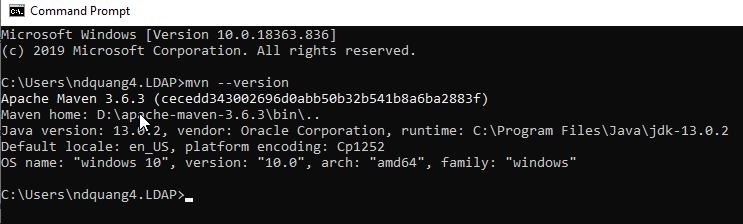 Command Prompt
Microsoft Windows [Version 10.0.18363.836]
(c) 2019 Microsoft Corporation. All rights reserved.
C:\Users\ndquang4.LDAP>mvn --version
Apache Maven 3.6.3 (cecedd343002696d0abb50b32b541b8a6ba2883f)
Maven home: D:\apache-maven-3.6.3\bin\..
Java version: 13.0.2, vendor: Oracle Corporation, runtime: C:\Program Files\Java\jdk-13.0.2
Default locale: en_US, platform encoding: Cp1252
OS name: "windows 10", version: "10.0", arch: "amd64", family: "windows"
C:\Users\ndquang4.LDAP>